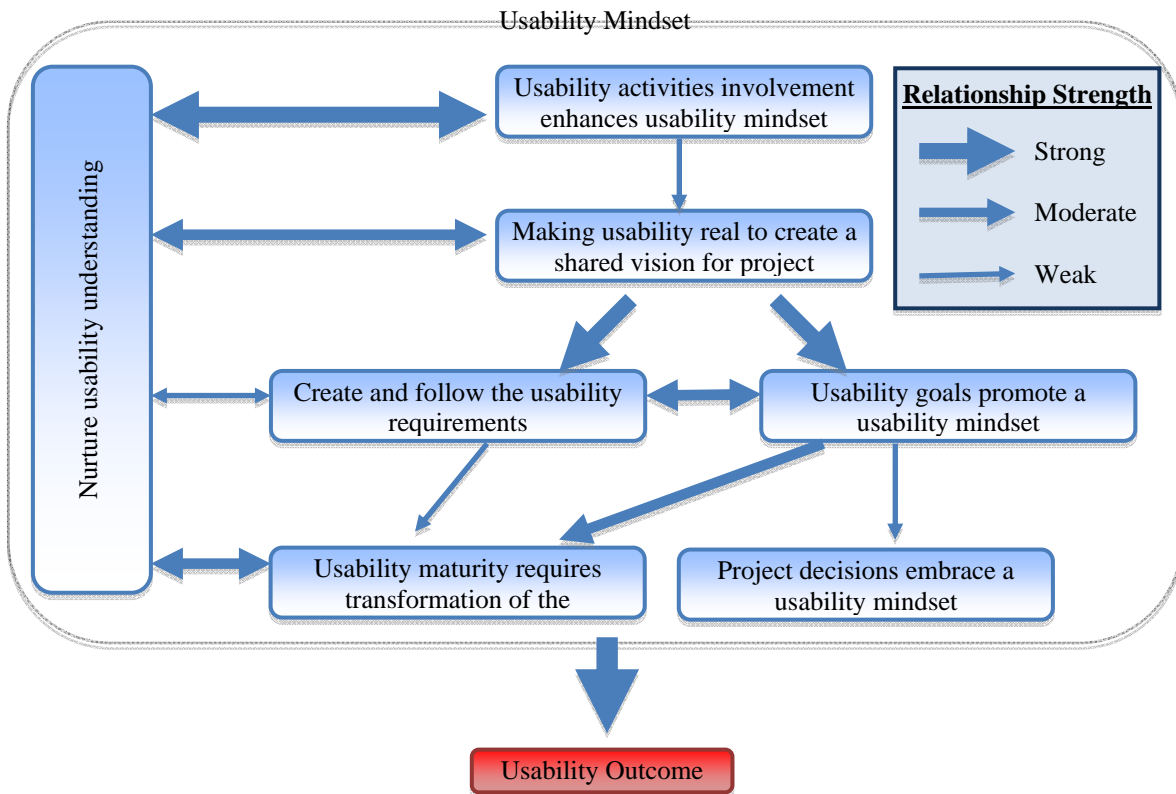 Usability Mindset
Nurture usability understanding
Usability activities involvement
enhances usability mindset
Relationship Strength
Strong
Moderate
Weak
Making usability real to create a
shared vision for project
Create and follow the usability
requirements
Usability goals promote a
usability mindset
Usability maturity requires
transformation of the
Project decisions embrace a
usability mindset
Usability Outcome